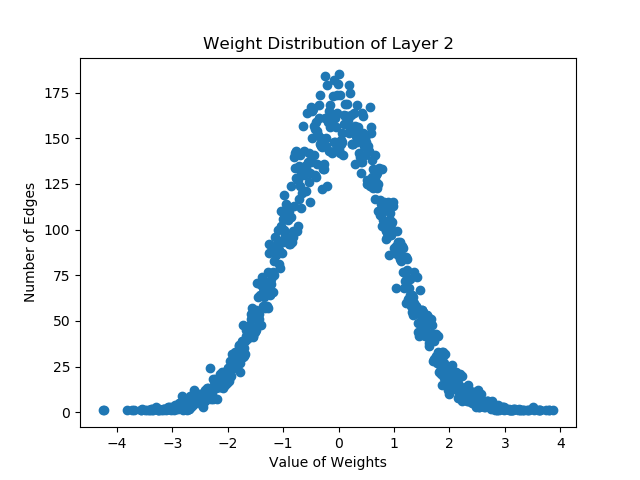 Weight Distribution of Layer 2
175
150
125
100
75
50
25
0
Number of Edges
−4 −3 −2 −1 0 1 2 3 4
Value of Weights